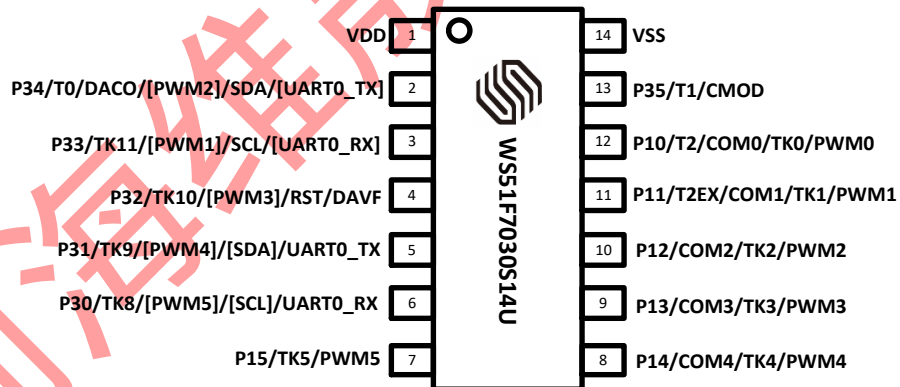 VDD 1 14 VSS
P34/T0/DACO/[PWM2]/SDA/[UART0_TX] 2 13 P35/T1/CMOD
P33/TK11/[PWM1]/SCL/[UART0_RX] 3 12 P10/T2/COM0/TK0/PWM0
P32/TK10/[PWM3]/RST/DAVF 4 11 P11/T2EX/COM1/TK1/PWM1
P31/TK9/[PWM4]/[SDA]/UART0_TX 5 10 P12/COM2/TK2/PWM2
P30/TK8/[PWM5]/[SCL]/UART0_RX 6 9 P13/COM3/TK3/PWM3
P15/TK5/PWM5 7 8 P14/COM4/TK4/PWM4
WS51F7030S14U
海维